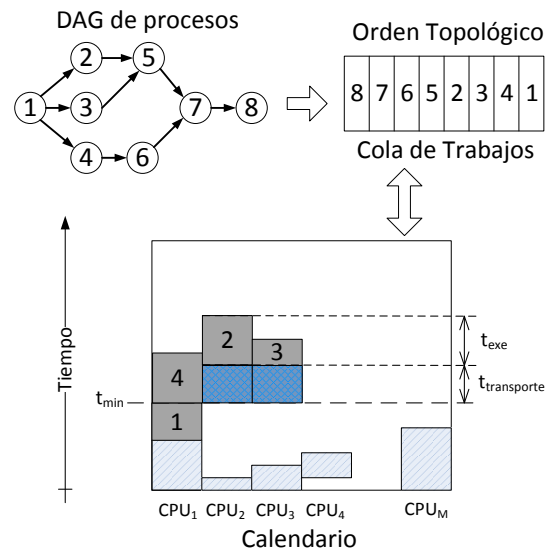 DAG de procesos
Orden Topológico
2 5
1 3 7 8
4 6
8 7 6 5 2 3 4 1
Cola de Trabajos
Tiempo
2
3
t_exe
4
t_transporte
t_min
1
CPU₁ CPU₂ CPU₃ CPU₄ CPU_M
Calendario